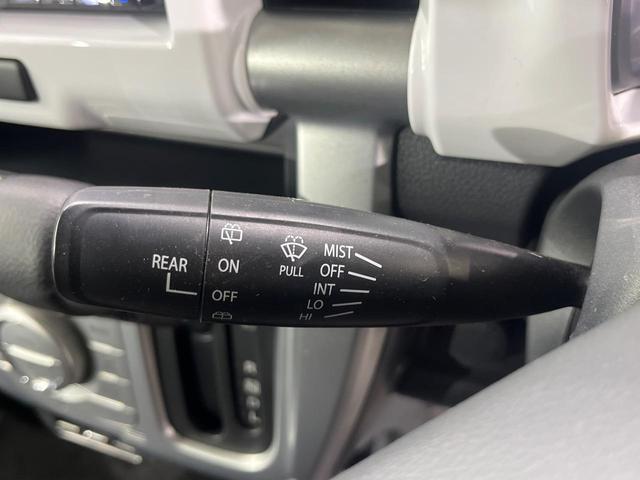 REAR
ON
OFF
PULL
MIST
OFF
INT
LO
HI